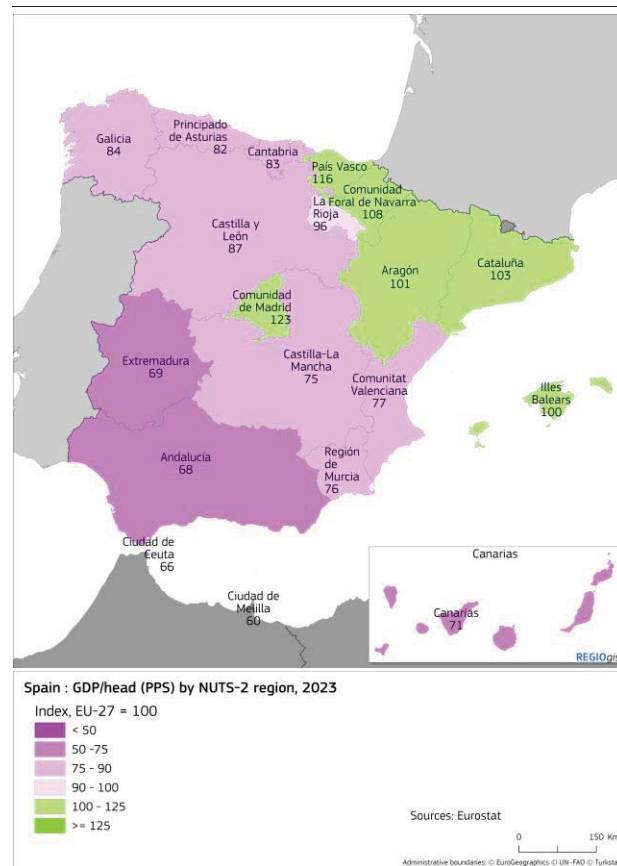 Galicia
84
Principado
de Asturias
82
Cantabria
83
País Vasco
116
Comunidad
Foral de Navarra
108
La
Rioja
96
Castilla y
León
87
Aragón
101
Cataluña
103
Comunidad
de Madrid
123
Castilla-La
Mancha
75
Extremadura
69
Comunitat
Valenciana
77
Illes
Balears
100
Andalucía
68
Región
de
Murcia
76
Ciudad de
Ceuta
66
Ciudad de
Melilla
60
Canarias
Canarias
71
REGIOgis
Spain : GDP/head (PPS) by NUTS-2 region, 2023
Index, EU-27 = 100
< 50
50 -75
75 - 90
90 - 100
100 - 125
>= 125
Sources: Eurostat
0 150 Km
Administrative boundaries: © EuroGeographics © UN-FAO © Turkstat